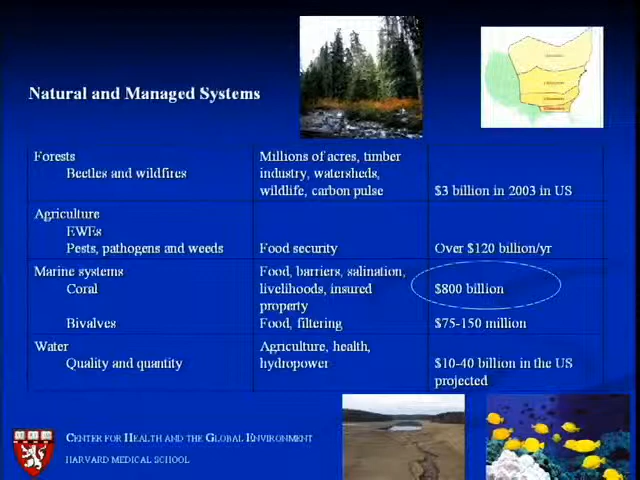 Natural and Managed Systems
Forests
Beetles and wildfires
Millions of acres, timber
industry, watersheds,
wildlife, carbon pulse
$3 billion in 2003 in US
Agriculture
EWEs
Pests, pathogens and weeds
Food security
Over $120 billion/yr
Marine systems
Coral
Food, barriers, salination,
livelihoods, insured
property
$800 billion
Bivalves
Food, filtering
$75-150 million
Water
Quality and quantity
Agriculture, health,
hydropower
$10-40 billion in the US
projected
CENTER FOR HEALTH AND THE GLOBAL ENVIRONMENT
HARVARD MEDICAL SCHOOL